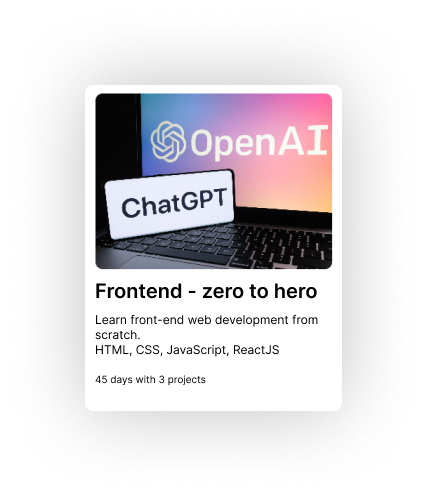 OpenAI
ChatGPT
Frontend - zero to hero
Learn front-end web development from
scratch.
HTML, CSS, JavaScript, ReactJS
45 days with 3 projects